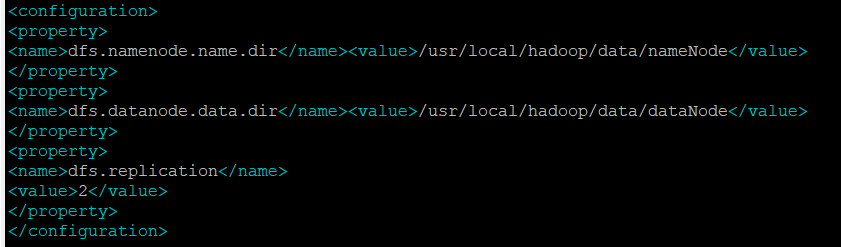 <configuration>
<property>
<name>dfs.namenode.name.dir</name><value>/usr/local/hadoop/data/nameNode</value>
</property>
<property>
<name>dfs.datanode.data.dir</name><value>/usr/local/hadoop/data/dataNode</value>
</property>
<property>
<name>dfs.replication</name>
<value>2</value>
</property>
</configuration>